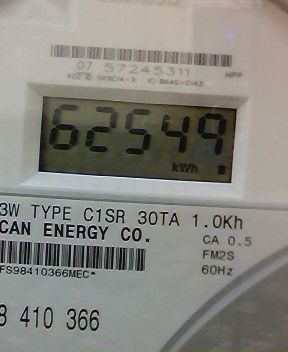 07 57245311
HPP
62549
kWh
3W TYPE C1SR 30TA 1.0Kh
CAN ENERGY CO.
CA 0.5
FM2S
60Hz
FS98410366MEC*
8 410 366